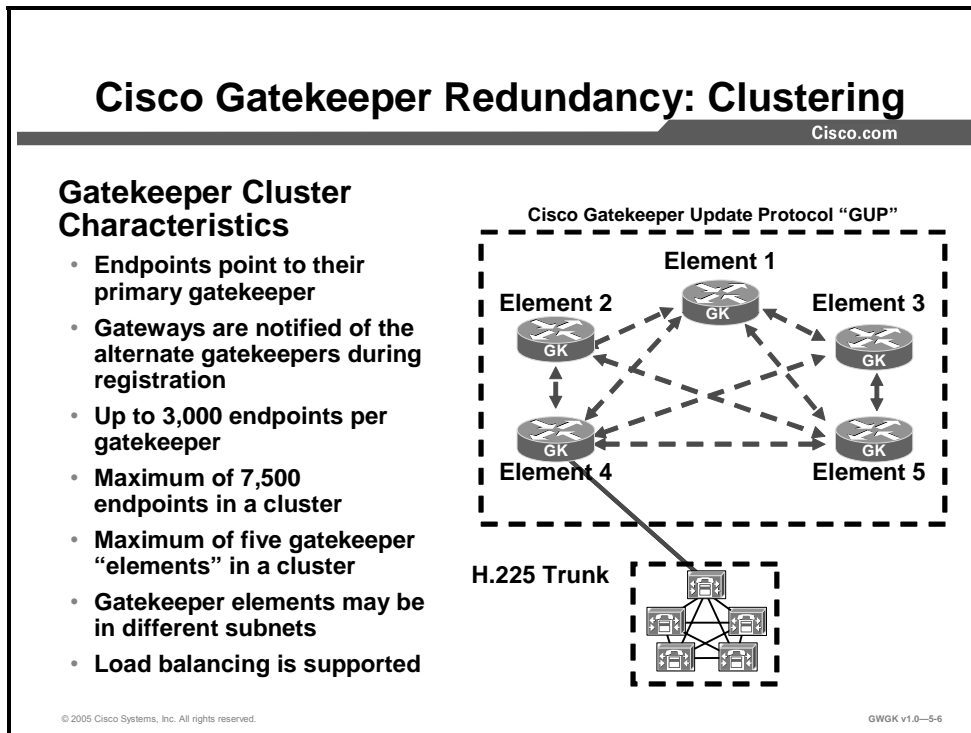 Cisco Gatekeeper Redundancy: Clustering
Cisco.com
Gatekeeper Cluster
Characteristics
• Endpoints point to their
primary gatekeeper
• Gateways are notified of the
alternate gatekeepers during
registration
• Up to 3,000 endpoints per
gatekeeper
• Maximum of 7,500
endpoints in a cluster
• Maximum of five gatekeeper
“elements” in a cluster
• Gatekeeper elements may be
in different subnets
• Load balancing is supported
Cisco Gatekeeper Update Protocol “GUP”
Element 1
GK
Element 2
GK
Element 3
GK
GK
Element 4
GK
Element 5
H.225 Trunk
© 2005 Cisco Systems, Inc. All rights reserved.
GWGK v1.0—5-6